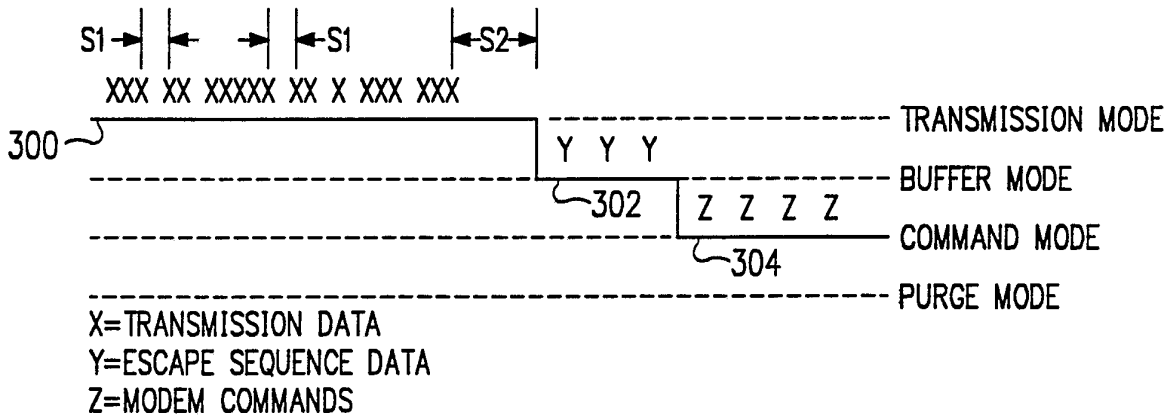 S1 S1 S2
XXX XX XXXXX XX X XXX XXX
300 TRANSMISSION MODE
Y Y Y
302 BUFFER MODE
Z Z Z Z
304 COMMAND MODE
PURGE MODE
X=TRANSMISSION DATA
Y=ESCAPE SEQUENCE DATA
Z=MODEM COMMANDS